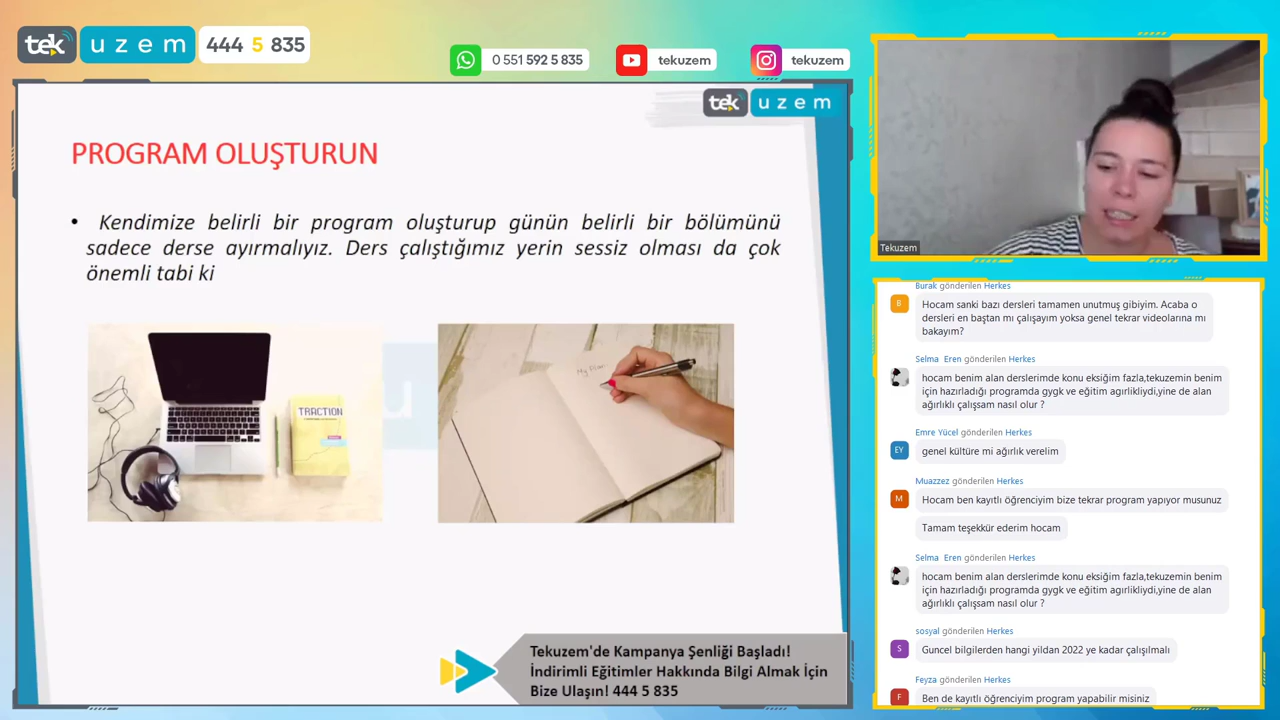 tek uzem 444 5 835
0 551 592 5 835
tekuzem
tekuzem
tek uzem
PROGRAM OLUŞTURUN
• Kendimize belirli bir program oluşturup günün belirli bir bölümünü
sadece derse ayırmalıyız. Ders çalıştığımız yerin sessiz olması da çok
önemli tabi ki
TRACTION
My Plan
u
Tekuzem'de Kampanya Şenliği Başladı!
İndirimli Eğitimler Hakkında Bilgi Almak İçin
Bize Ulaşın! 444 5 835
Tekuzem
Burak gönderilen Herkes
B
Hocam sanki bazı dersleri tamamen unutmuş gibiyim. Acaba o
dersleri en baştan mı çalışayım yoksa genel tekrar videolarına mı
bakayım?
Selma Eren gönderilen Herkes
hocam benim alan derslerimde konu eksiğim fazla,tekuzemin benim
için hazırladığı programda gygk ve eğitim agırlikliydi,yine de alan
ağırlıklı çalışsam nasıl olur ?
Emre Yücel gönderilen Herkes
EY
genel kültüre mi ağırlık verelim
Muazzez gönderilen Herkes
M
Hocam ben kayıtlı öğrenciyim bize tekrar program yapıyor musunuz
Tamam teşekkür ederim hocam
Selma Eren gönderilen Herkes
hocam benim alan derslerimde konu eksiğim fazla,tekuzemin benim
için hazırladığı programda gygk ve eğitim agırlikliydi,yine de alan
ağırlıklı çalışsam nasıl olur ?
sosyal gönderilen Herkes
S
Guncel bilgilerden hangi yildan 2022 ye kadar çalışılmalı
Feyza gönderilen Herkes
F
Ben de kayıtlı öğrenciyim program yapabilir misiniz